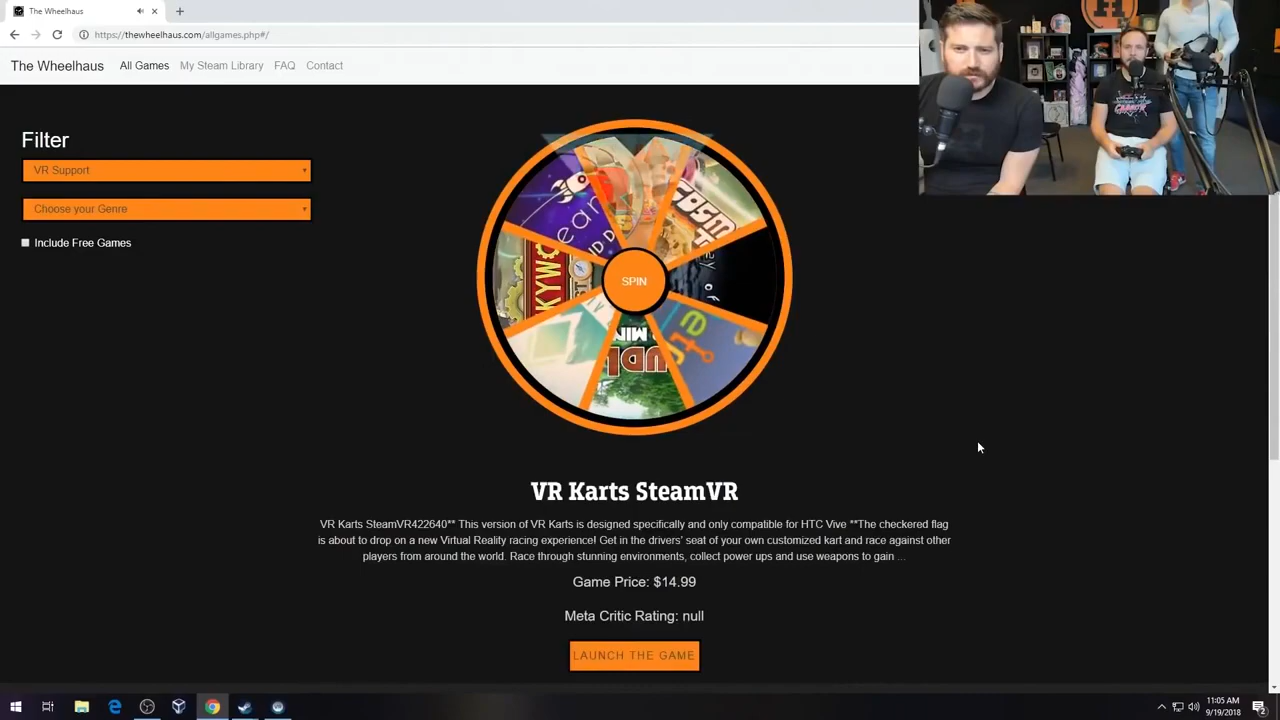 The Wheelhaus
https://thewheelhaus.com/allgames.php#/
The Wheelhaus
All Games
My Steam Library
FAQ
Contact
Filter
VR Support
Choose your Genre
Include Free Games
SPIN
VR Karts SteamVR
VR Karts SteamVR422640** This version of VR Karts is designed specifically and only compatible for HTC Vive **The checkered flag
is about to drop on a new Virtual Reality racing experience! Get in the drivers' seat of your own customized kart and race against other
players from around the world. Race through stunning environments, collect power ups and use weapons to gain ...
Game Price: $14.99
Meta Critic Rating: null
LAUNCH THE GAME
11:05 AM
9/19/2018